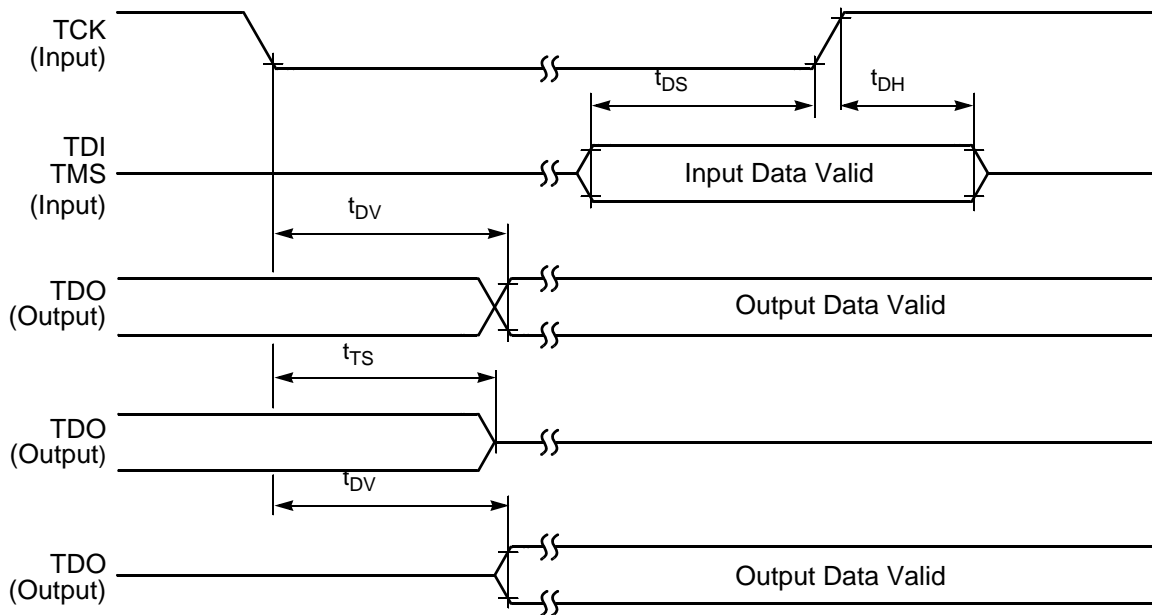 TCK
(Input)
tDS
tDH
TDI
TMS
(Input)
Input Data Valid
tDV
TDO
(Output)
Output Data Valid
tTS
TDO
(Output)
tDV
TDO
(Output)
Output Data Valid